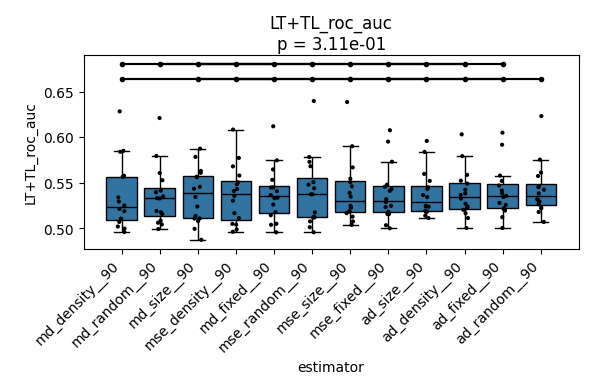 LT+TL_roc_auc
p = 3.11e-01
LT+TL_roc_auc
0.65
0.60
0.55
0.50
md_density__90
md_random__90
md_size__90
mse_density__90
md_fixed__90
mse_random__90
mse_size__90
mse_fixed__90
ad_size__90
ad_density__90
ad_fixed__90
ad_random__90
estimator